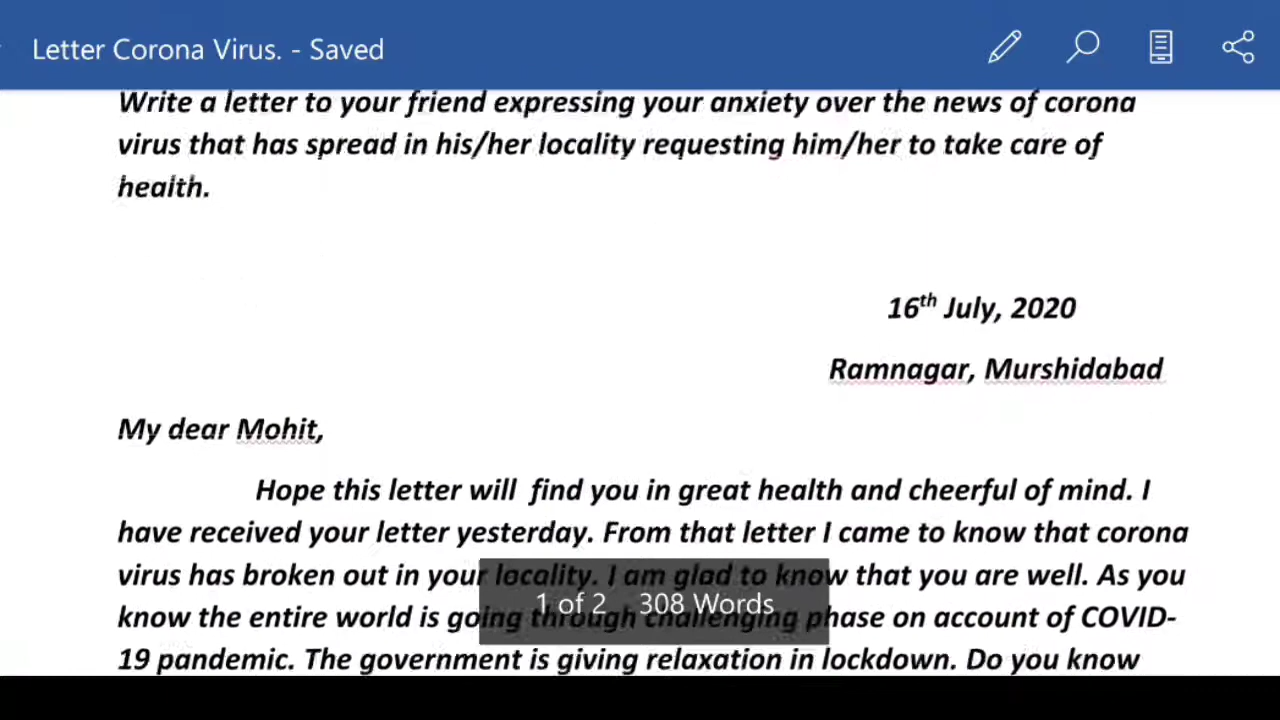 Letter Corona Virus. - Saved
Write a letter to your friend expressing your anxiety over the news of corona
virus that has spread in his/her locality requesting him/her to take care of
health.
16th July, 2020
Ramnagar, Murshidabad
My dear Mohit,
Hope this letter will find you in great health and cheerful of mind. I
have received your letter yesterday. From that letter I came to know that corona
virus has broken out in your locality. I am glad to know that you are well. As you
1 of 2 308 Words
know the entire world is going through challenging phase on account of COVID-
19 pandemic. The government is giving relaxation in lockdown. Do you know